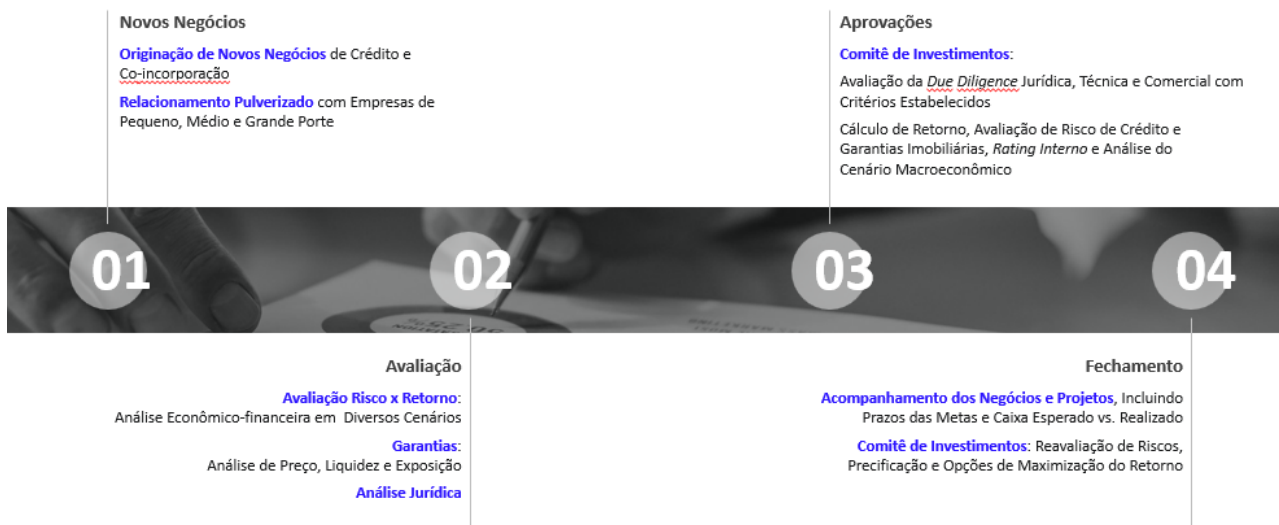 Novos Negócios
Originação de Novos Negócios de Crédito e
Co-incorporação
Relacionamento Pulverizado com Empresas de
Pequeno, Médio e Grande Porte
Aprovações
Comitê de Investimentos:
Avaliação da Due Diligence Jurídica, Técnica e Comercial com
Critérios Estabelecidos
Cálculo de Retorno, Avaliação de Risco de Crédito e
Garantias Imobiliárias, Rating Interno e Análise do
Cenário Macroeconômico
01
02
03
04
Avaliação
Avaliação Risco x Retorno:
Análise Econômico-financeira em Diversos Cenários
Garantias:
Análise de Preço, Liquidez e Exposição
Análise Jurídica
Fechamento
Acompanhamento dos Negócios e Projetos, Incluindo
Prazos das Metas e Caixa Esperado vs. Realizado
Comitê de Investimentos: Reavaliação de Riscos,
Precificação e Opções de Maximização do Retorno